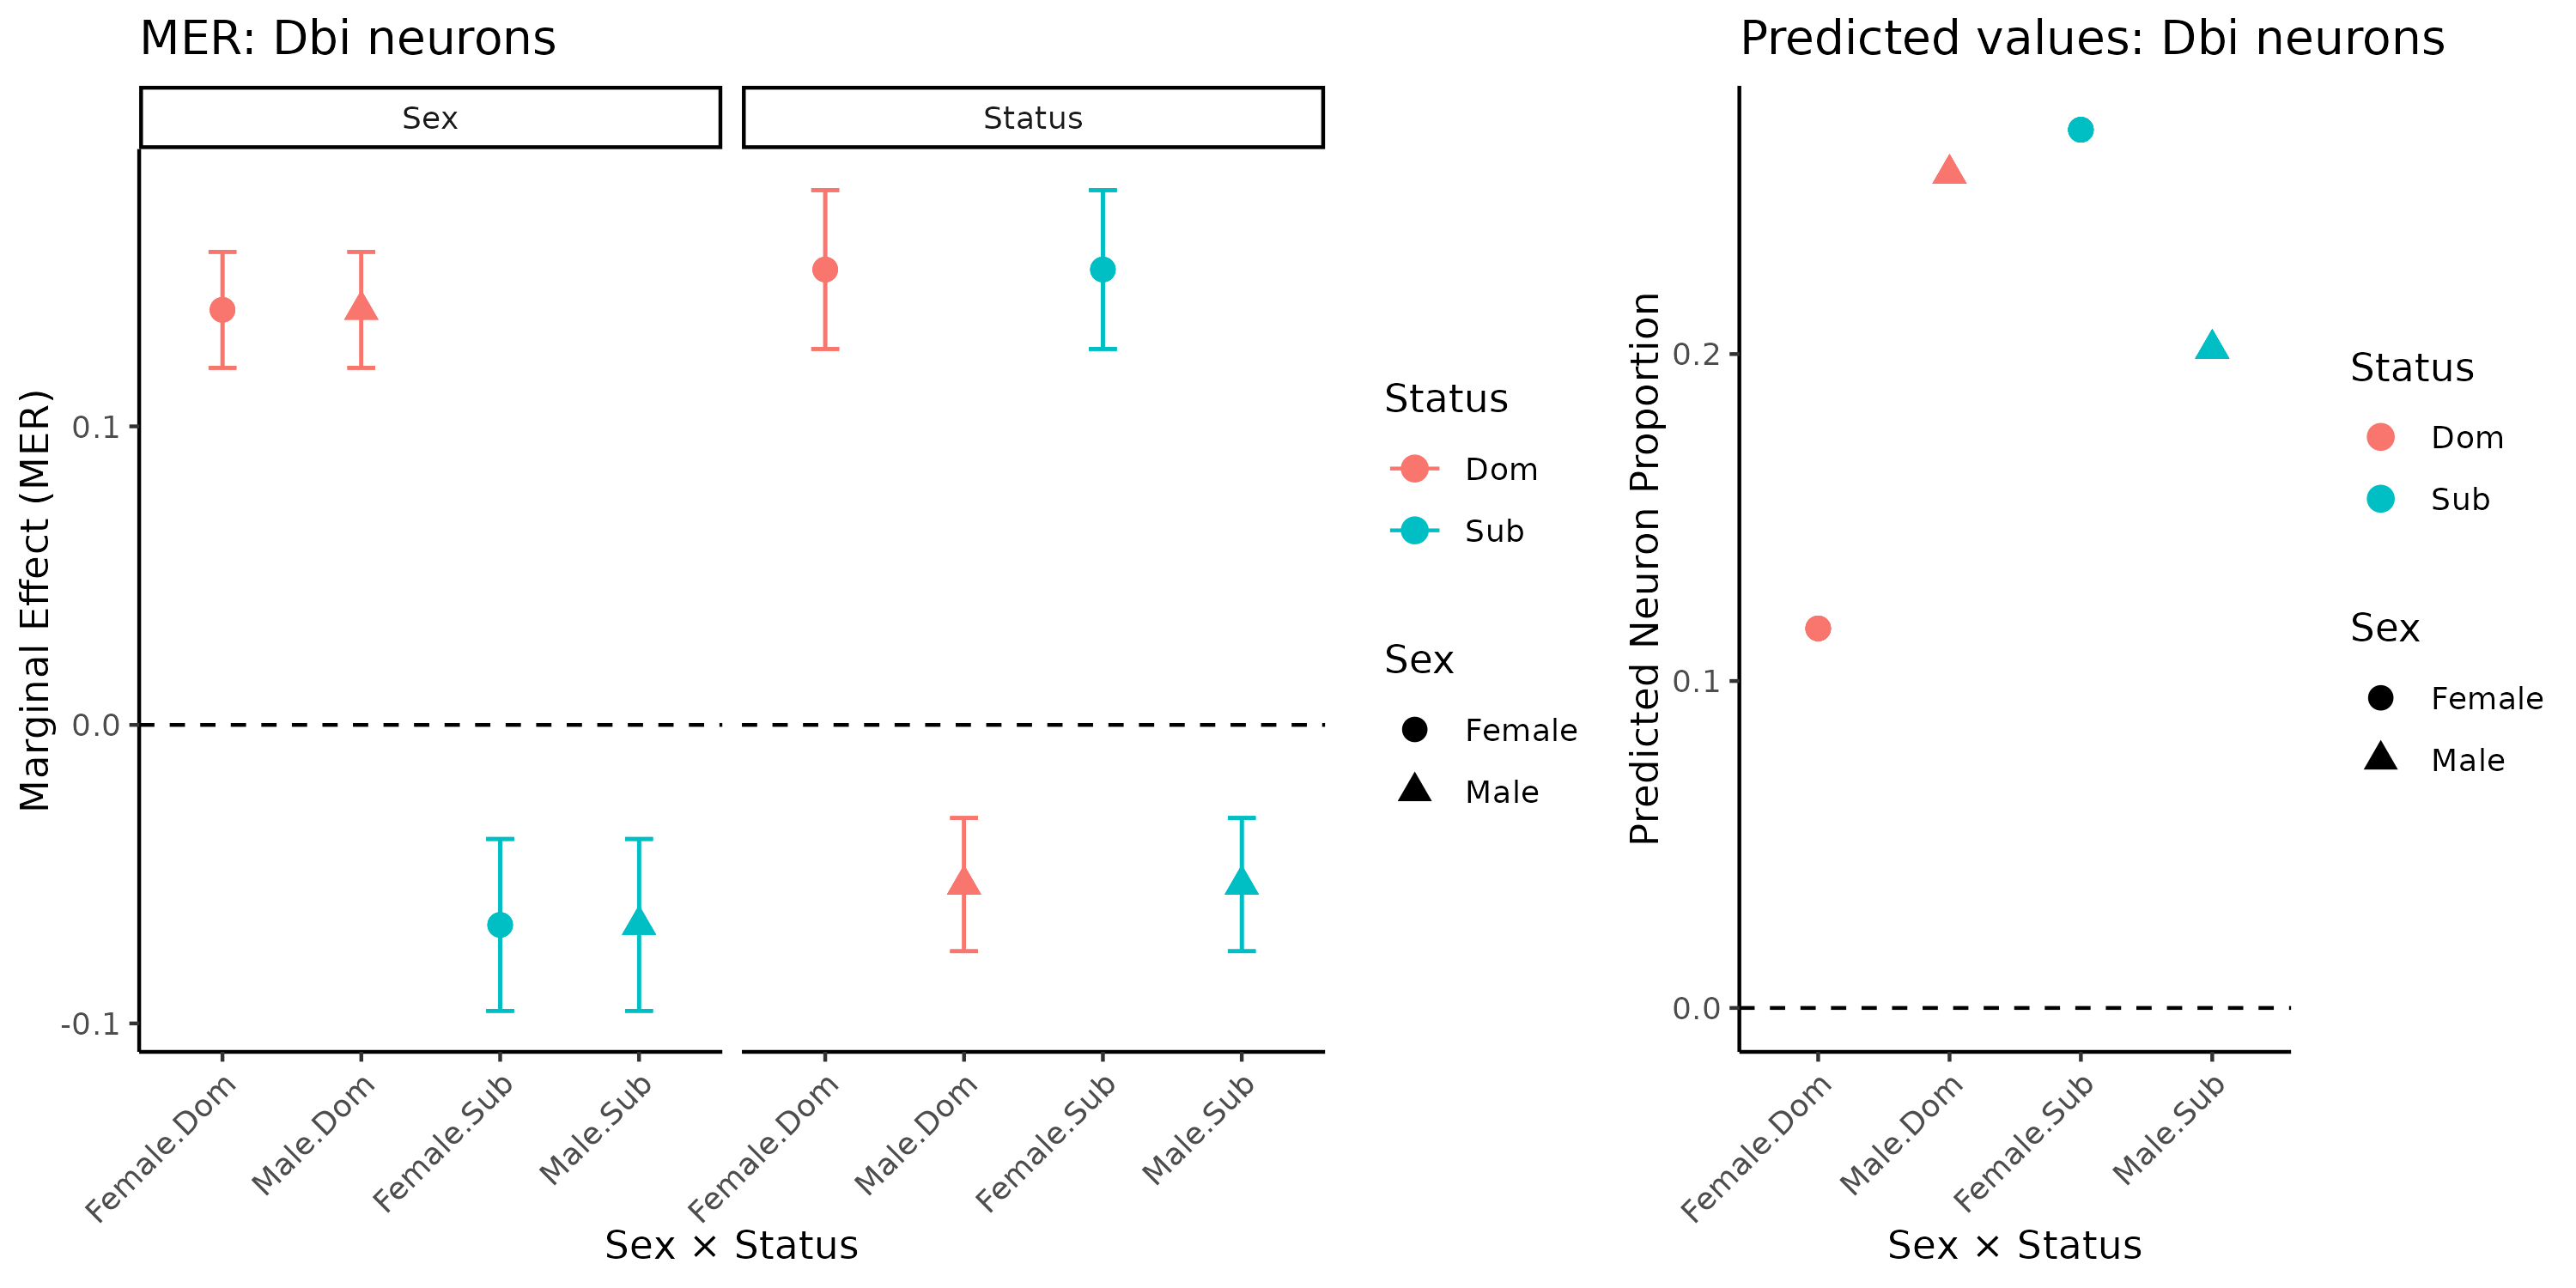 MER: Dbi neurons
Sex
Status
Marginal Effect (MER)
0.1
0.0
-0.1
Female.Dom
Male.Dom
Female.Sub
Male.Sub
Female.Dom
Male.Dom
Female.Sub
Male.Sub
Sex × Status
Status
Dom
Sub
Sex
Female
Male
Predicted values: Dbi neurons
Predicted Neuron Proportion
0.2
0.1
0.0
Female.Dom
Male.Dom
Female.Sub
Male.Sub
Sex × Status
Status
Dom
Sub
Sex
Female
Male